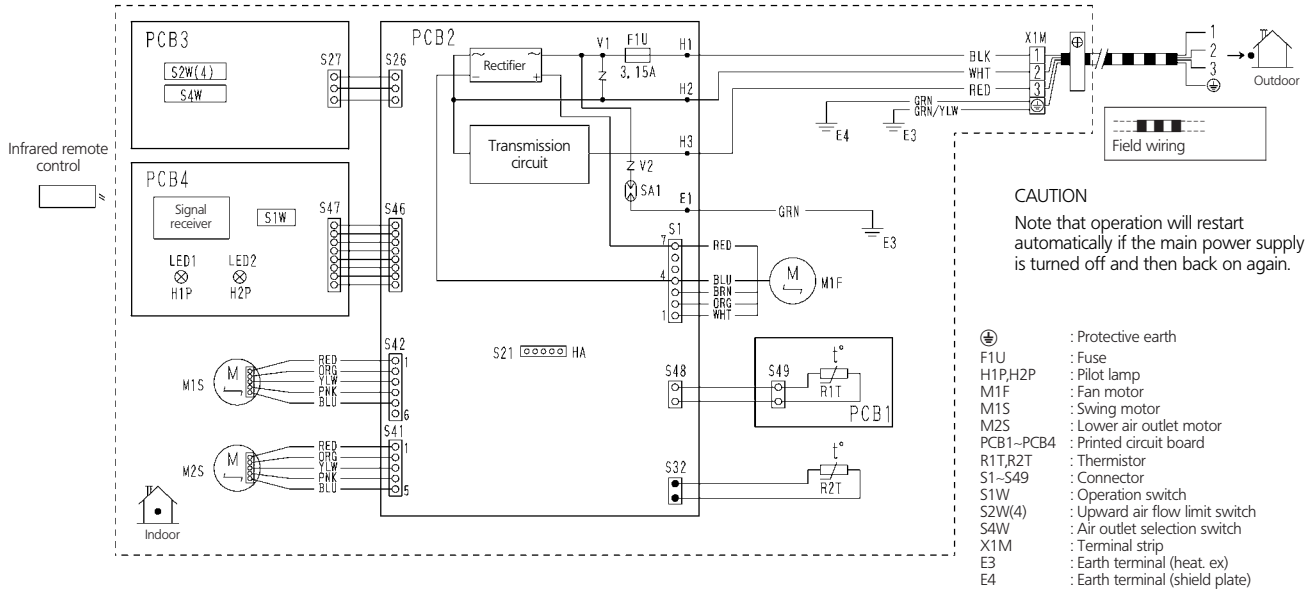 PCB3
S2W(4)
S4W
S27
S26
PCB2
Rectifier
~
~
−
+
V1
F1U
3.15A
H1
H2
H3
BLK
WHT
RED
GRN
GRN/YLW
X1M
1
2
3
E4
E3
1
2
3
Outdoor
Field wiring
Infrared remote
control
PCB4
Signal
receiver
S1W
LED1
H1P
LED2
H2P
S47
S46
Transmission
circuit
Z V2
SA1
E1
GRN
E3
S1
7
4
1
RED
BLU
BRN
ORG
WHT
M
M1F
CAUTION
Note that operation will restart
automatically if the main power supply
is turned off and then back on again.
S21
HA
M1S
M
RED
ORG
YLW
PNK
BLU
S42
1
6
M2S
M
RED
ORG
YLW
PNK
BLU
S41
1
5
S48
S49
t°
R1T
PCB1
S32
t°
R2T
Indoor
: Protective earth
F1U : Fuse
H1P,H2P : Pilot lamp
M1F : Fan motor
M1S : Swing motor
M2S : Lower air outlet motor
PCB1~PCB4 : Printed circuit board
R1T,R2T : Thermistor
S1~S49 : Connector
S1W : Operation switch
S2W(4) : Upward air flow limit switch
S4W : Air outlet selection switch
X1M : Terminal strip
E3 : Earth terminal (heat. ex)
E4 : Earth terminal (shield plate)